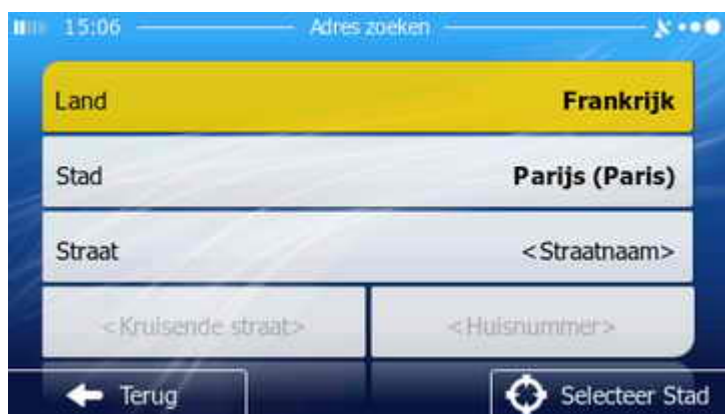 15:06 Adres zoeken
Land Frankrijk
Stad Parijs (Paris)
Straat <Straatnaam>
<Kruisende straat> <Huisnummer>
Terug Selecteer Stad